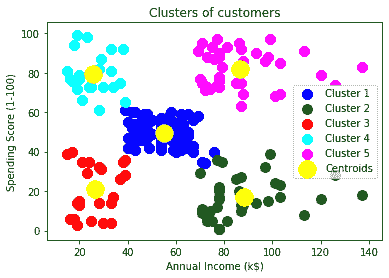 Clusters of customers
Spending Score (1-100)
100
80
60
40
20
0
Cluster 1
Cluster 2
Cluster 3
Cluster 4
Cluster 5
Centroids
20
40
60
80
100
120
140
Annual Income (k$)